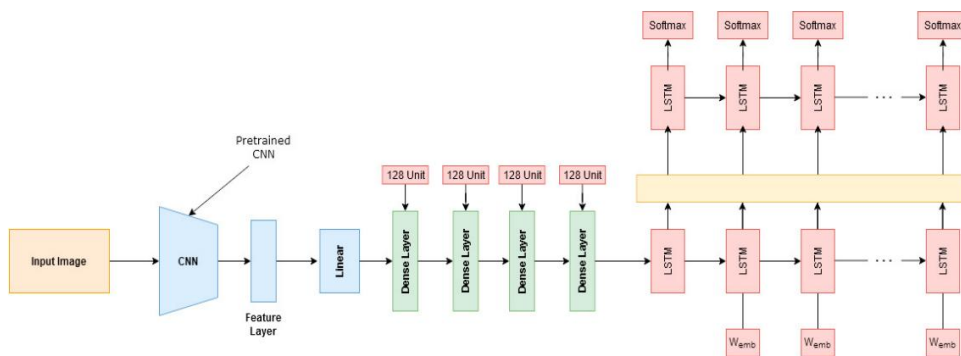 Softmax
Softmax
Softmax
Softmax
LSTM
LSTM
LSTM
...
LSTM
Pretrained
CNN
128 Unit
128 Unit
128 Unit
128 Unit
Input Image
CNN
Feature
Layer
Linear
Dense Layer
Dense Layer
Dense Layer
Dense Layer
LSTM
LSTM
LSTM
...
LSTM
Wemb
Wemb
Wemb